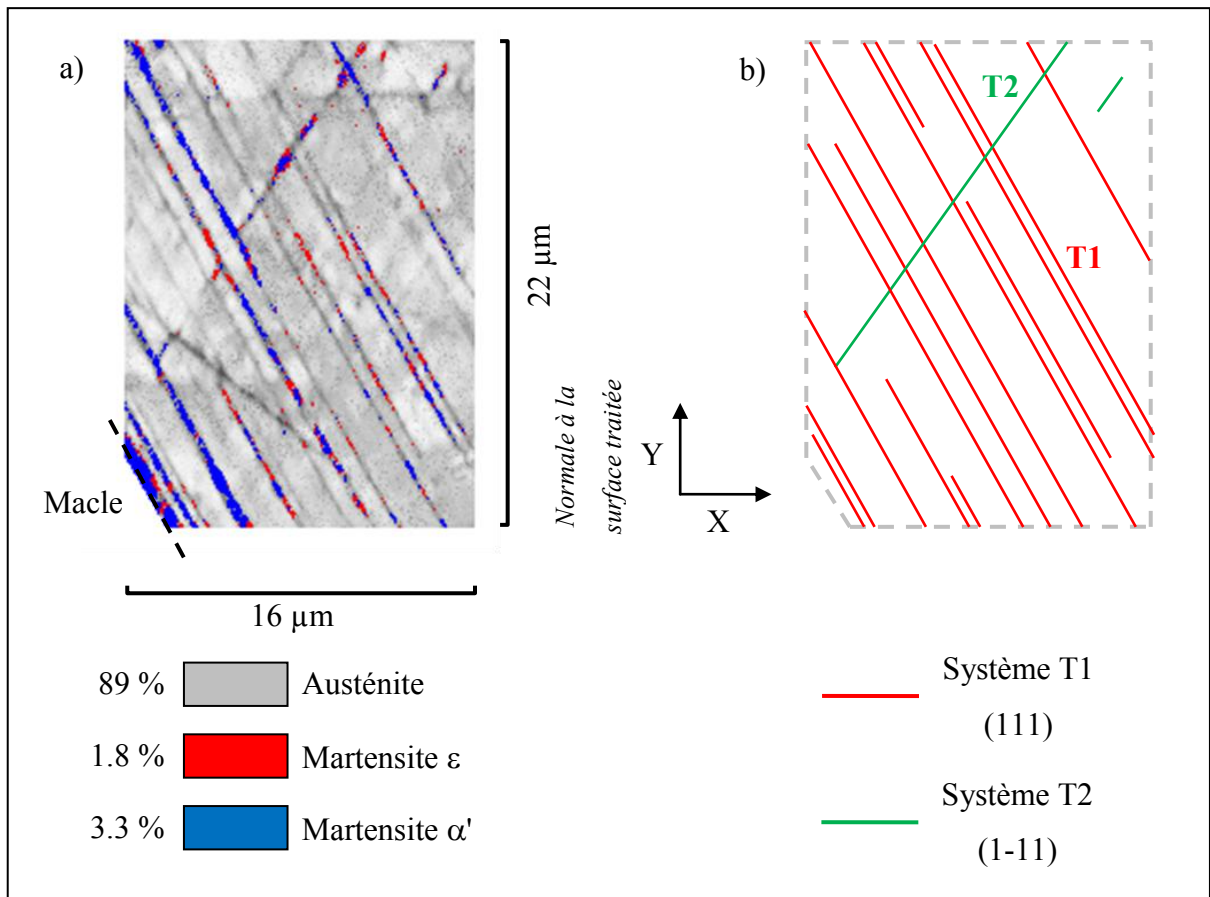 a)
Macle
22 µm
16 µm
Normale à la
surface traitée
Y
X
b)
T2
T1
89 %
Austénite
1.8 %
Martensite ε
3.3 %
Martensite α'
Système T1
(111)
Système T2
(1-11)